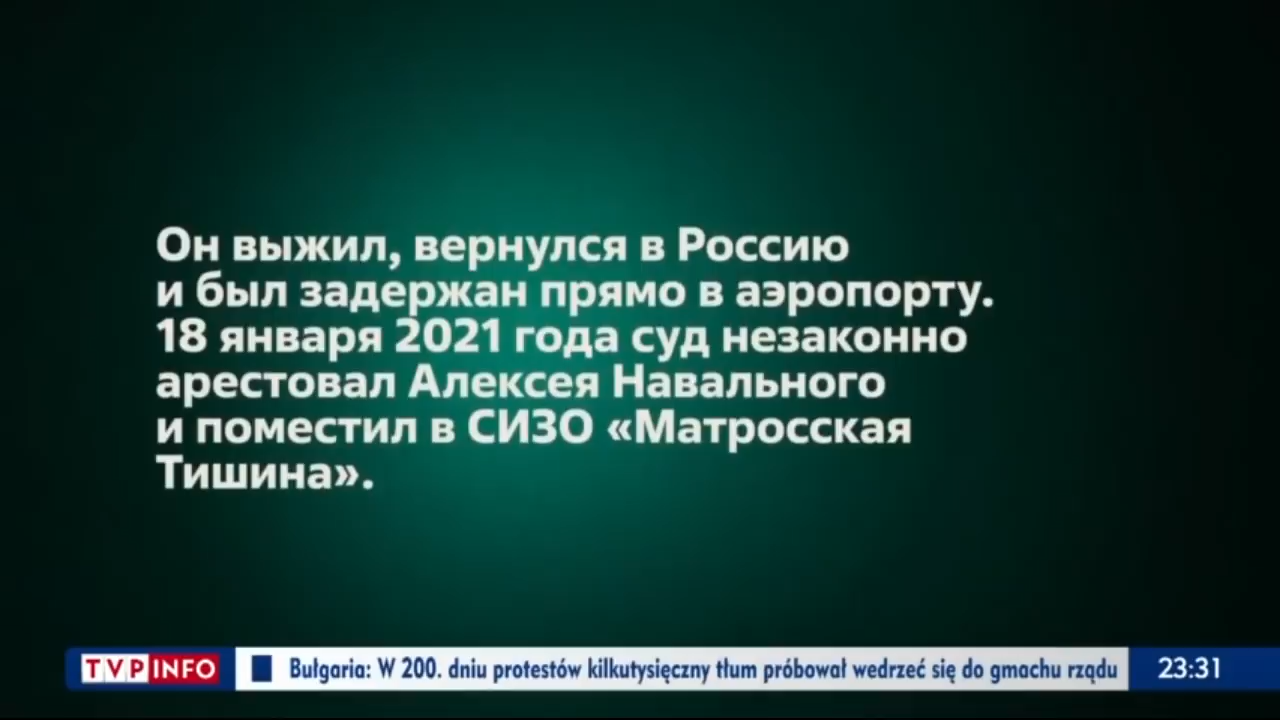 Он выжил, вернулся в Россию
и был задержан прямо в аэропорту.
18 января 2021 года суд незаконно
арестовал Алексея Навального
и поместил в СИЗО «Матросская
Тишина».
TVP INFO
Bułgaria: W 200. dniu protestów kilkutysięczny tłum próbował wedrzeć się do gmachu rządu
23:31